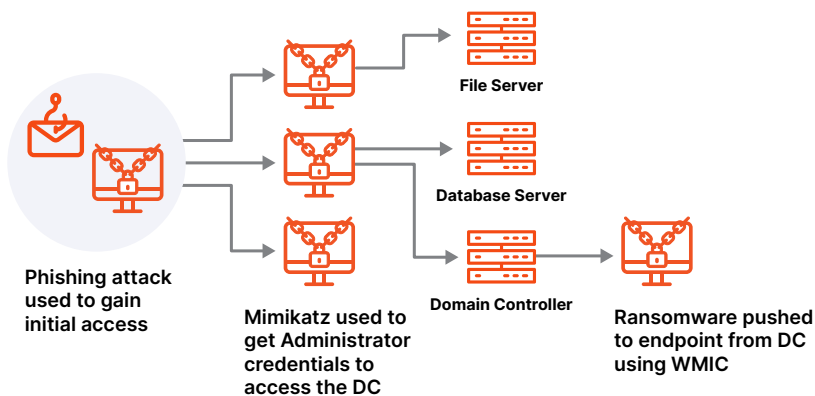 File Server
Database Server
Domain Controller
Phishing attack
used to gain
initial access
Mimikatz used to
get Administrator
credentials to
access the DC
Ransomware pushed
to endpoint from DC
using WMIC